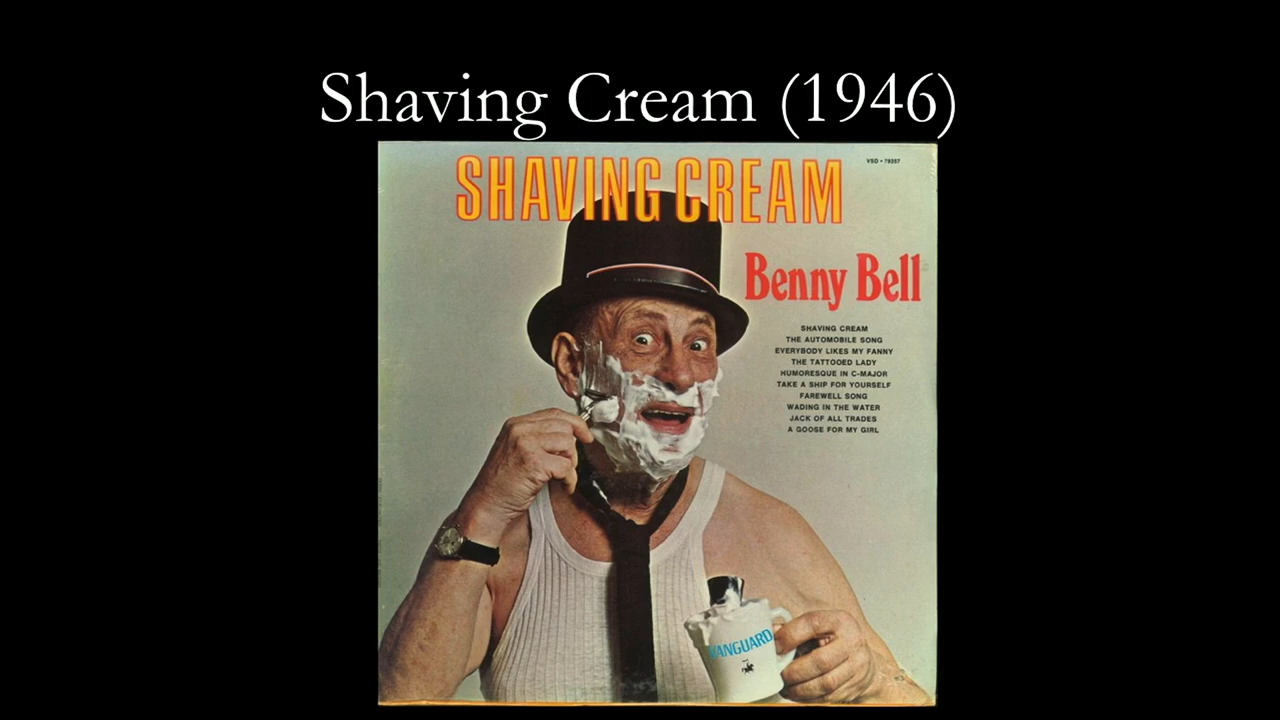 Shaving Cream (1946)
SHAVING CREAM
VSD • 79357
Benny Bell
SHAVING CREAM
THE AUTOMOBILE SONG
EVERYBODY LIKES MY FANNY
THE TATTOOED LADY
HUMORESQUE IN C-MAJOR
TAKE A SHIP FOR YOURSELF
FAREWELL SONG
WADING IN THE WATER
JACK OF ALL TRADES
A GOOSE FOR MY GIRL
VANGUARD